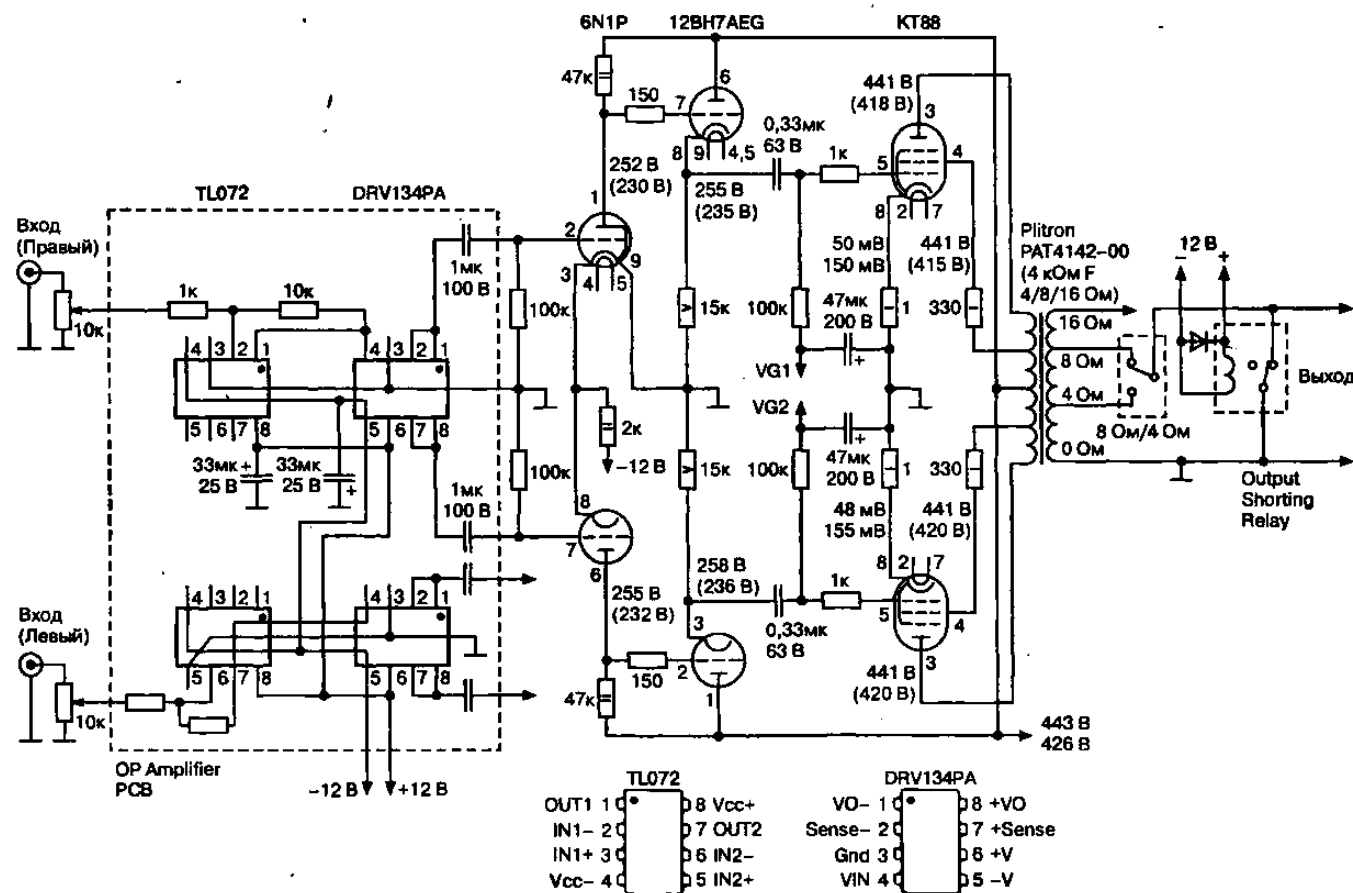 6N1P
12BH7AEG
KT88
47к
6
150
7
8 9 4,5
0,33мк
63 В
441 В
(418 В)
3
1к
5
4
8 2 7
252 В
(230 В)
255 В
(235 В)
1
2
3 4 5 9
TL072
DRV134PA
Вход
(Правый)
1к
10к
10к
1мк
100 В
100к
15к
100к
47мк
200 В
50 мВ
150 мВ
1
441 В
(415 В)
330
Plitron
PAT4142-00
(4 кОм F
4/8/16 Ом)
12 В
− +
16 Ом
8 Ом
4 Ом
0 Ом
8 Ом/4 Ом
Выход
Output
Shorting
Relay
4 3 2 1
4 3 2 1
5 6 7 8
5 6 7 8
33мк +
25 В
33мк
25 В +
VG1
VG2
2к
−12 В
100к
15к
100к
47мк
200 В
1
330
48 мВ
155 мВ
441 В
(420 В)
1мк
100 В
8
7
6
255 В
(232 В)
258 В
(236 В)
0,33мк
63 В
1к
8 2 7
5
4
3
441 В
(420 В)
Вход
(Левый)
10к
4 3 2 1
4 3 2 1
5 6 7 8
5 6 7 8
150
47к
3
2
1
443 В
426 В
OP Amplifier
PCB
−12 В
+12 В
TL072
OUT1 1 8 Vcc+
IN1− 2 7 OUT2
IN1+ 3 6 IN2−
Vcc− 4 5 IN2+
DRV134PA
VO− 1 8 +VO
Sense− 2 7 +Sense
Gnd 3 6 +V
VIN 4 5 −V